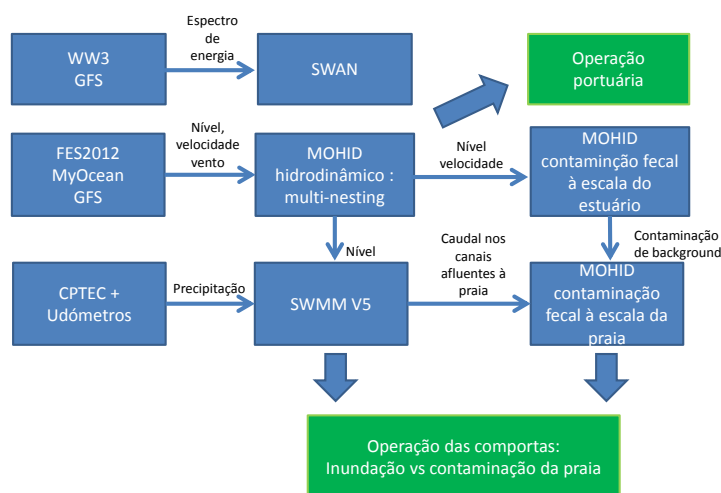 Espectro
de
energia
WW3
GFS
SWAN
Operação
portuária
FES2012
MyOcean
GFS
Nível,
velocidade
vento
MOHID
hidrodinâmico :
multi-nesting
Nível
velocidade
MOHID
contaminção fecal
à escala do
estuário
Nível
Caudal nos
canais
afluentes à
praia
Contaminação
de background
CPTEC +
Udómetros
Precipitação
SWMM V5
MOHID
contaminação
fecal à escala da
praia
Operação das comportas:
Inundação vs contaminação da praia